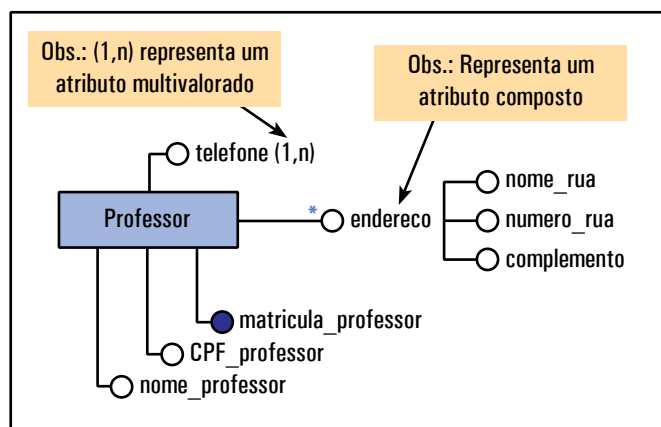 Obs.: (1,n) representa um
atributo multivalorado
Obs.: Representa um
atributo composto
telefone (1,n)
Professor
* endereco
nome_rua
numero_rua
complemento
matricula_professor
CPF_professor
nome_professor